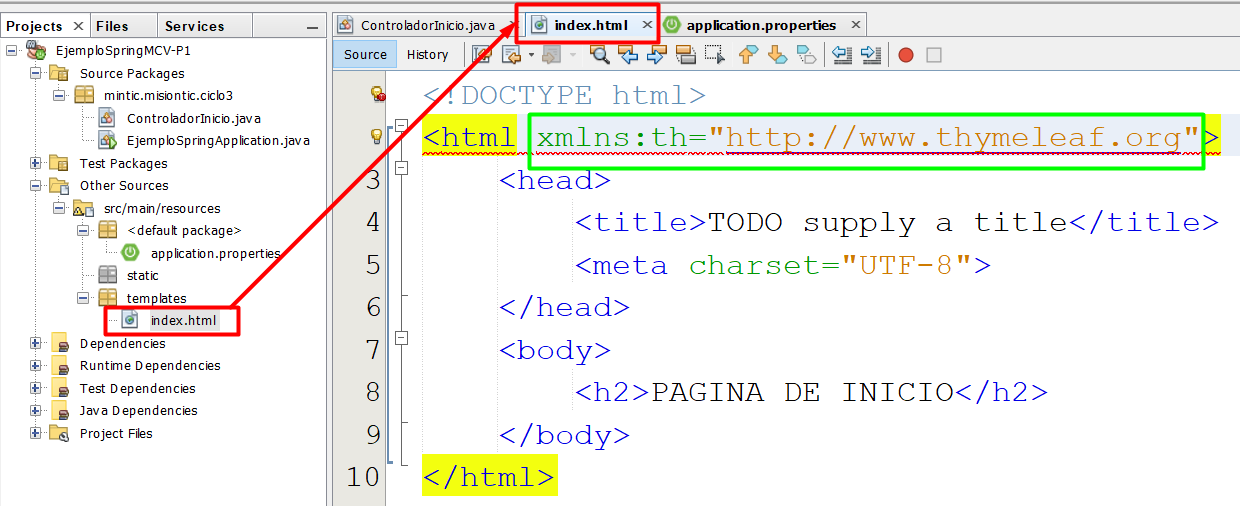 Projects Files Services
EjemploSpringMCV-P1
Source Packages
mintic.misiontic.ciclo3
ControladorInicio.java
EjemploSpringApplication.java
Test Packages
Other Sources
src/main/resources
<default package>
application.properties
static
templates
index.html
Dependencies
Runtime Dependencies
Test Dependencies
Java Dependencies
Project Files
ControladorInicio.java index.html application.properties
Source History
<!DOCTYPE html>
<html xmlns:th="http://www.thymeleaf.org">
3 <head>
4 <title>TODO supply a title</title>
5 <meta charset="UTF-8">
6 </head>
7 <body>
8 <h2>PAGINA DE INICIO</h2>
9 </body>
10 </html>